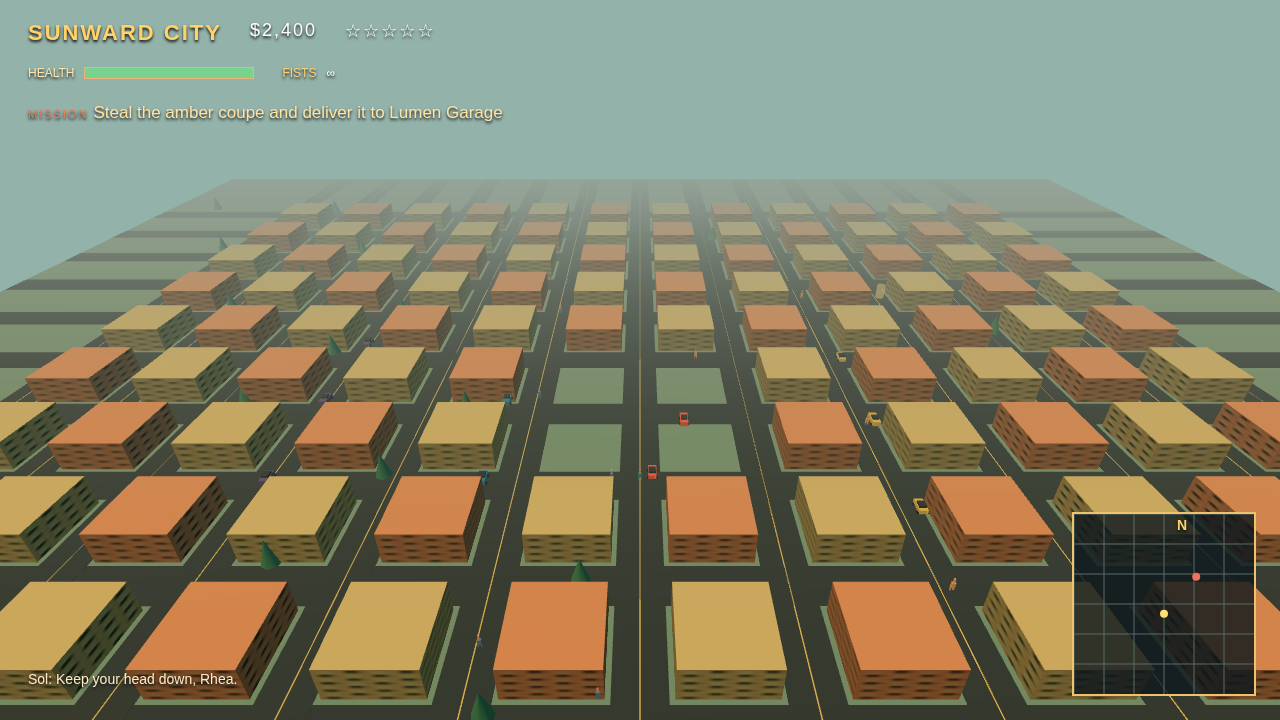 SUNWARD CITY $2,400 ☆☆☆☆☆
HEALTH FISTS ∞
MISSION Steal the amber coupe and deliver it to Lumen Garage
N
Sol: Keep your head down, Rhea.